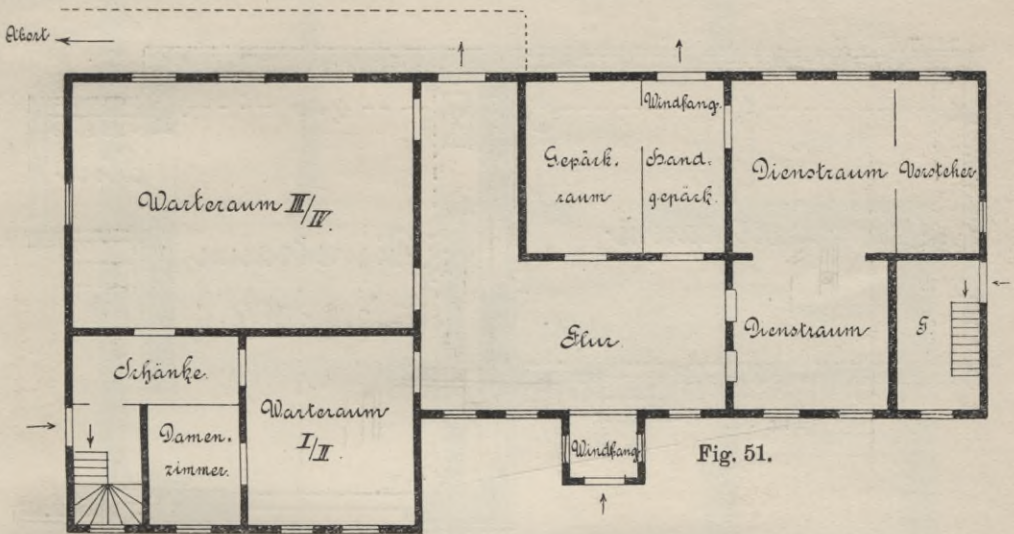 Abort
Windfang.
Gepäck.
raum
Hand.
gepäck.
Dienstraum
Vorsteher
Warteraum III/IV.
Flur.
Dienstraum
G.
Schänke.
Warteraum
I/II
Damen.
zimmer.
Windfang
Fig. 51.